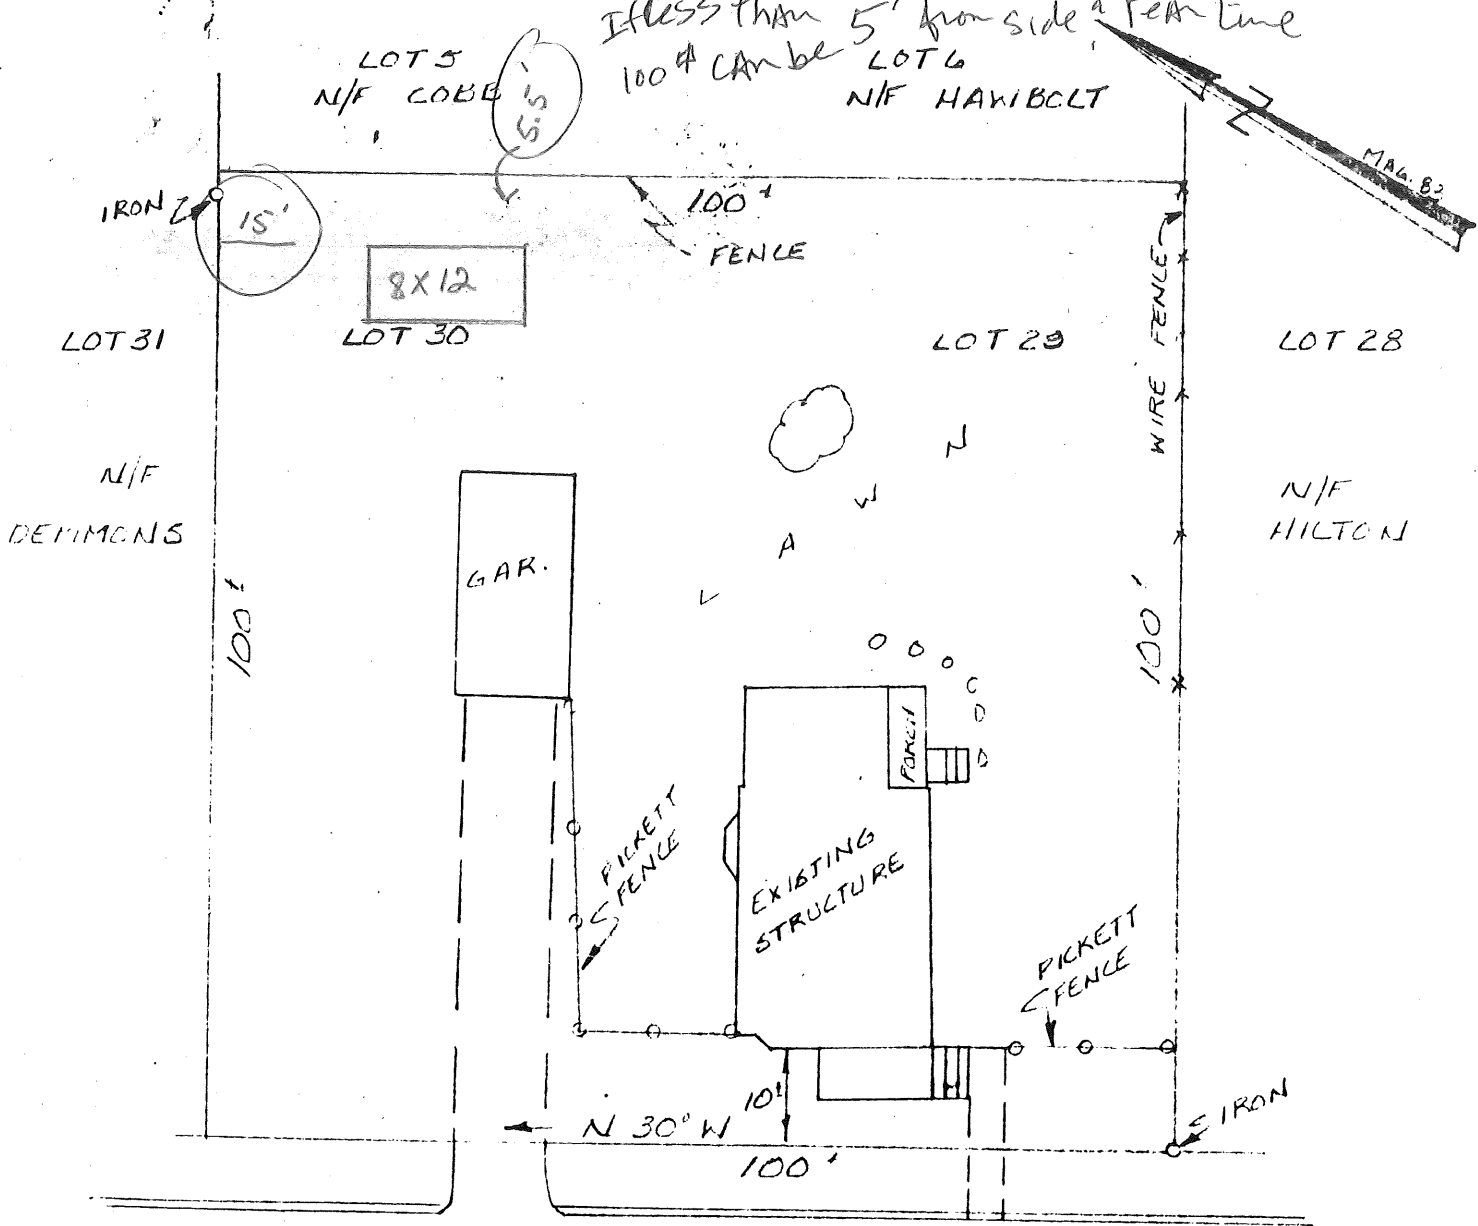 If less than 5' from side & rear line
100 # can be
LOT 5
N/F COBB
5.5'
LOT 6
N/F HAWIBOLT
MAG. 82
IRON
15'
100'±
FENCE
8X12
WIRE FENCE
LOT 31
LOT 30
LOT 29
LOT 28
N/F
DEMMONS
N/F
HILTON
LAWN
GAR.
100'±
100'
PORCH
PICKETT
FENCE
EXISTING
STRUCTURE
PICKETT
FENCE
10'±
N 30° W
IRON
100'±